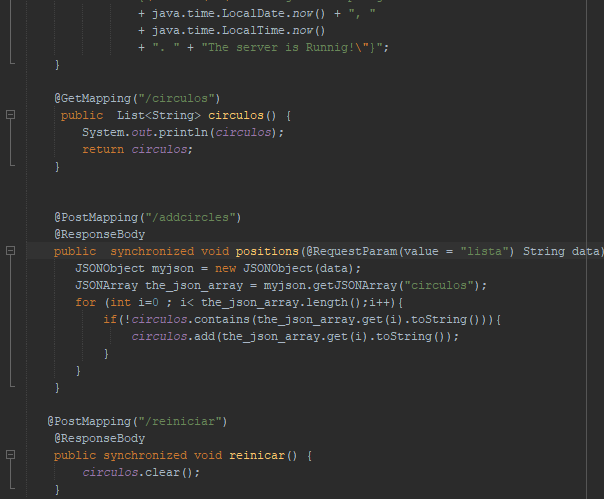 + java.time.LocalDate.now() + ", "
+ java.time.LocalTime.now()
+ ". " + "The server is Runnig!\"}";
}
@GetMapping("/circulos")
public  List<String> circulos() {
System.out.println(circulos);
return circulos;
}
@PostMapping("/addcircles")
@ResponseBody
public  synchronized void positions(@RequestParam(value = "lista") String data)
JSONObject myjson = new JSONObject(data);
JSONArray the_json_array = myjson.getJSONArray("circulos");
for (int i=0 ; i< the_json_array.length();i++){
if(!circulos.contains(the_json_array.get(i).toString())){
circulos.add(the_json_array.get(i).toString());
}
}
}
@PostMapping("/reiniciar")
@ResponseBody
public synchronized void reinicar() {
circulos.clear();
}